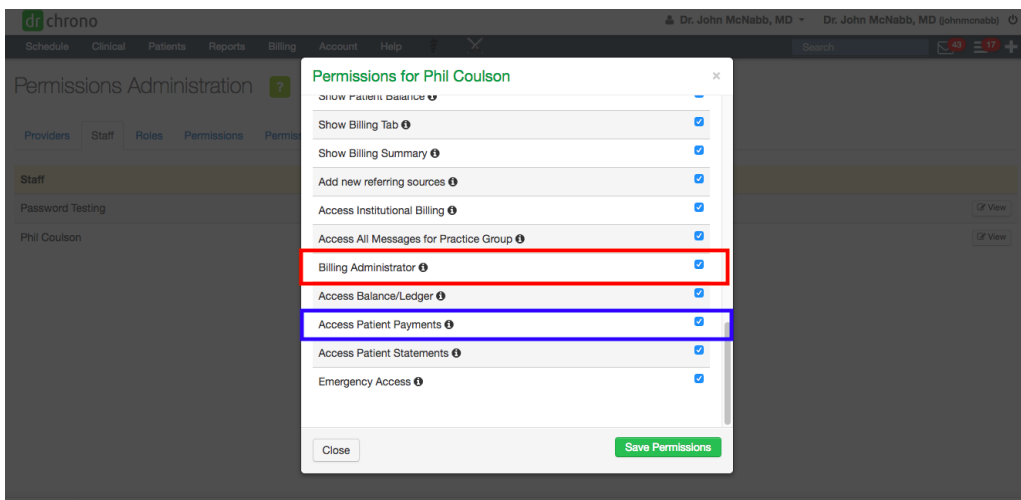 dr chrono
Dr. John McNabb, MD Dr. John McNabb, MD (johnmcnabb)
Schedule Clinical Patients Reports Billing Account Help Search 43 17
Permissions Administration ?
Providers Staff Roles Permissions Permiss
Staff
Password Testing View
Phil Coulson View
Permissions for Phil Coulson ×
Show Patient Balance
Show Billing Tab
Show Billing Summary
Add new referring sources
Access Institutional Billing
Access All Messages for Practice Group
Billing Administrator
Access Balance/Ledger
Access Patient Payments
Access Patient Statements
Emergency Access
Close Save Permissions